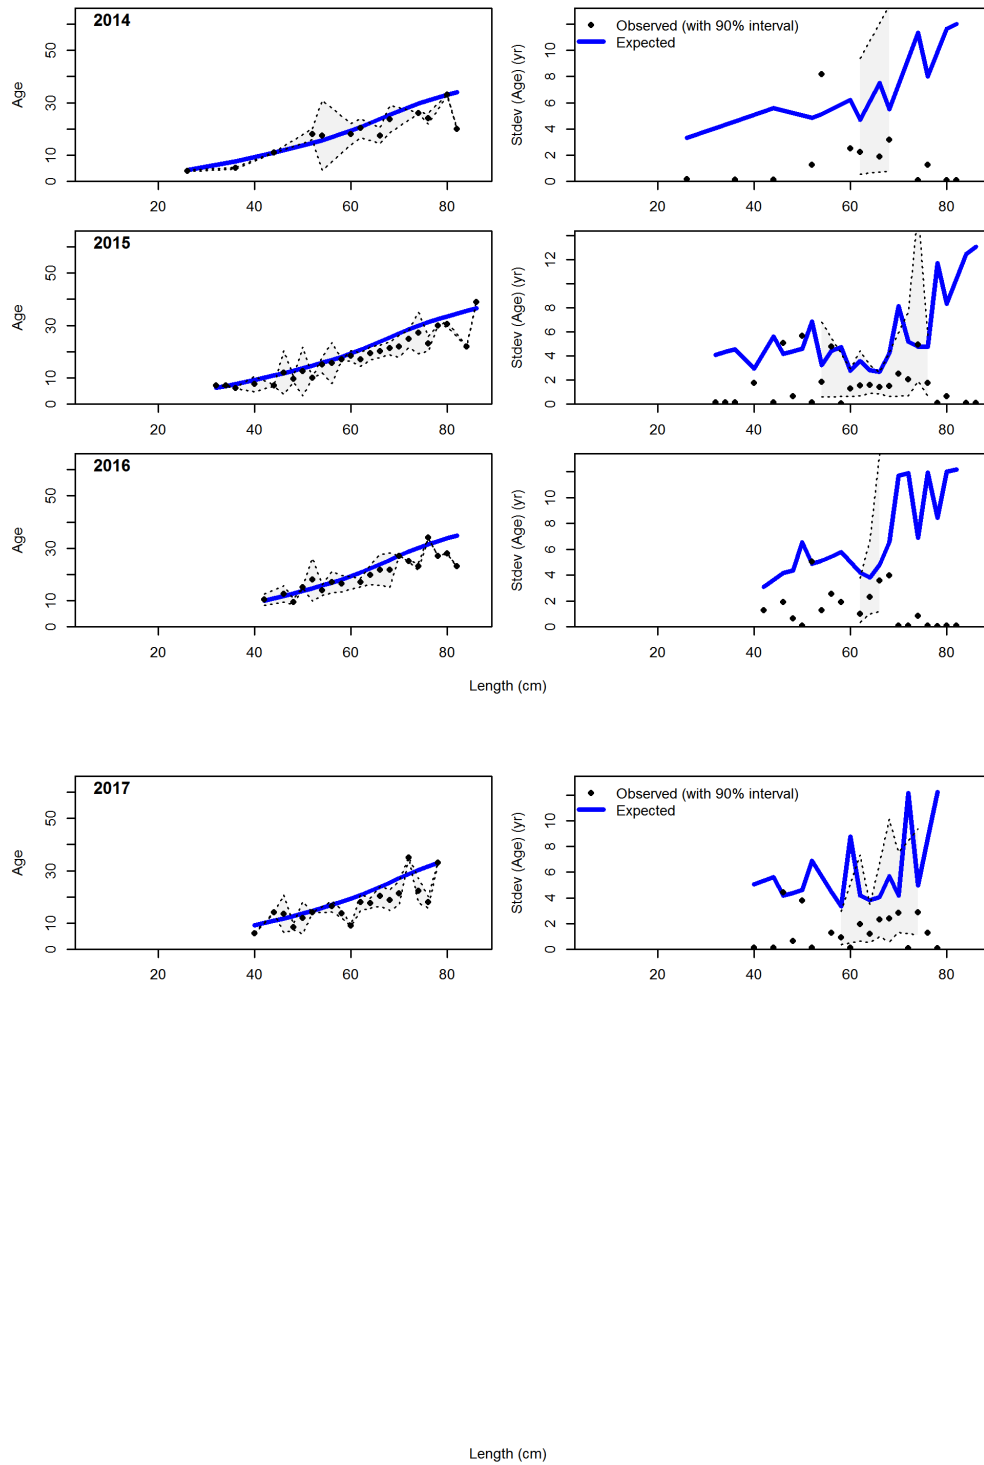 2014
Age
0 10 30 50
20 40 60 80
Observed (with 90% interval)
Expected
Stdev (Age) (yr)
0 2 4 6 8 10
20 40 60 80
2015
Age
0 10 30 50
20 40 60 80
Stdev (Age) (yr)
0 2 4 6 8 12
20 40 60 80
2016
Age
0 10 30 50
20 40 60 80
Stdev (Age) (yr)
0 2 4 6 8 10
20 40 60 80
Length (cm)
2017
Age
0 10 30 50
20 40 60 80
Observed (with 90% interval)
Expected
Stdev (Age) (yr)
0 2 4 6 8 10
20 40 60 80
Length (cm)